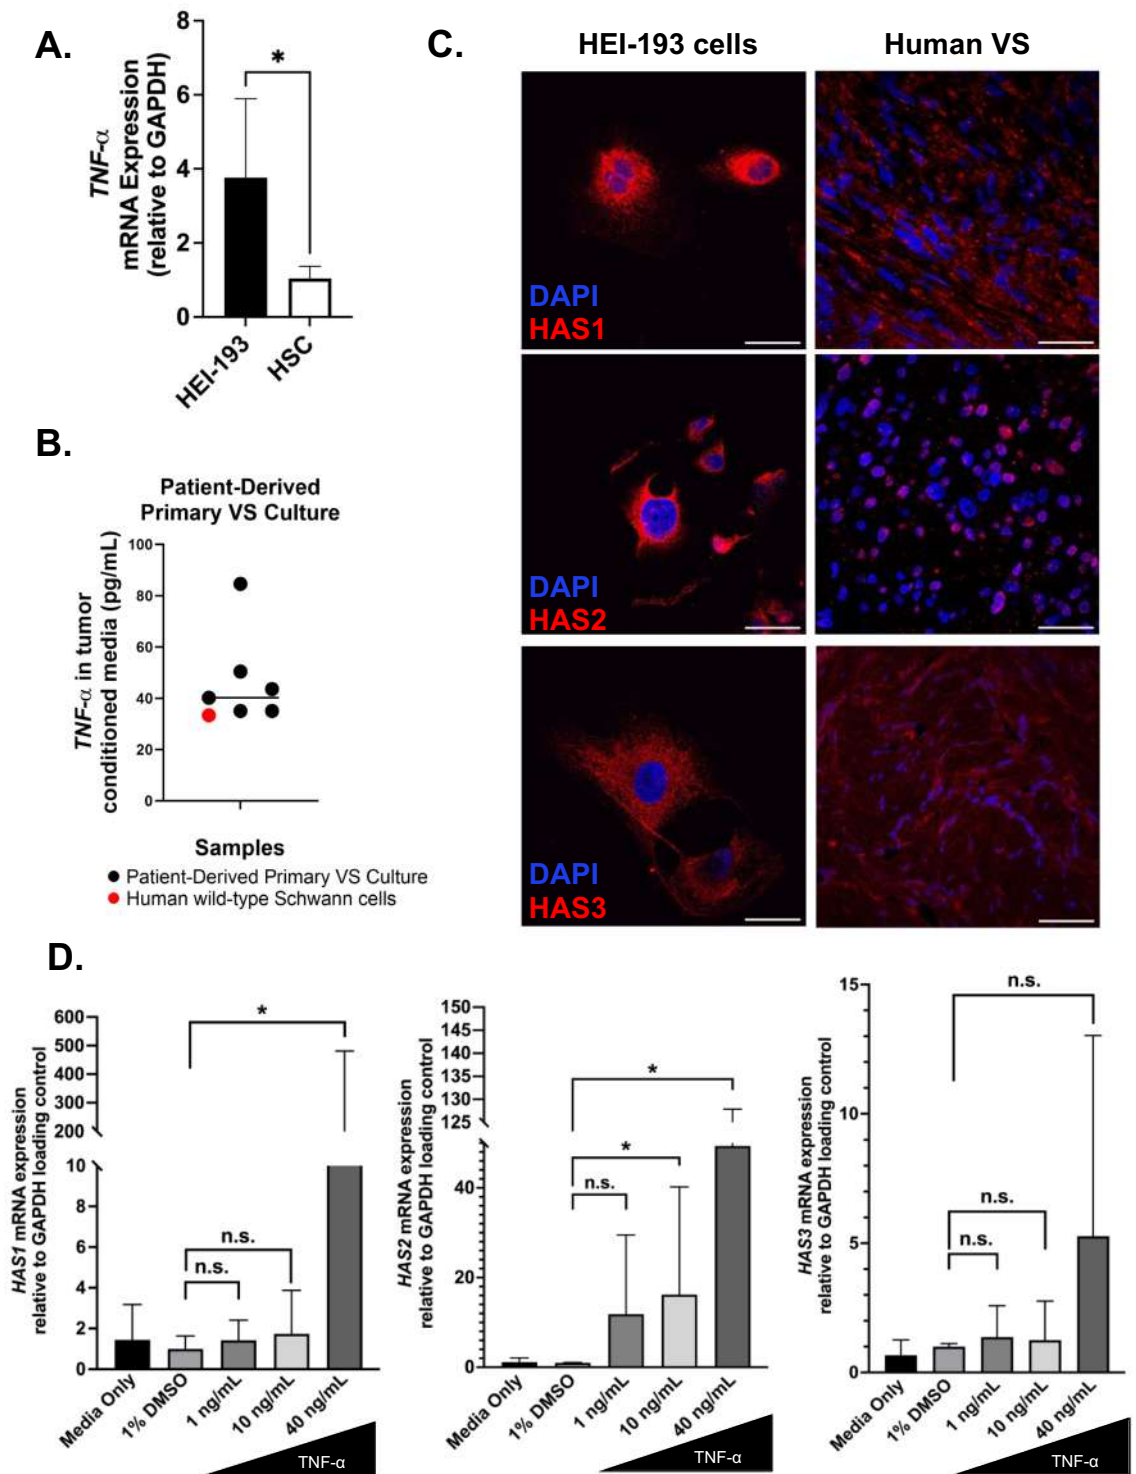 A.
TNF-α
mRNA Expression
(relative to GAPDH)
8
6
4
2
0
*
HEI-193
HSC
B.
Patient-Derived
Primary VS Culture
TNF-α in tumor
conditioned media (pg/mL)
100
80
60
40
20
0
Samples
Patient-Derived Primary VS Culture
Human wild-type Schwann cells
C.
HEI-193 cells
Human VS
DAPI
HAS1
DAPI
HAS2
DAPI
HAS3
D.
HAS1 mRNA expression
relative to GAPDH loading control
600
500
400
300
200
10
8
6
4
2
0
*
n.s.
n.s.
Media Only
1% DMSO
1 ng/mL
10 ng/mL
40 ng/mL
TNF-α
HAS2 mRNA expression
relative to GAPDH loading control
150
145
140
135
130
125
40
20
0
*
*
n.s.
Media Only
1% DMSO
1 ng/mL
10 ng/mL
40 ng/mL
TNF-α
HAS3 mRNA expression
relative to GAPDH loading control
15
10
5
0
n.s.
n.s.
n.s.
Media Only
1% DMSO
1 ng/mL
10 ng/mL
40 ng/mL
TNF-α